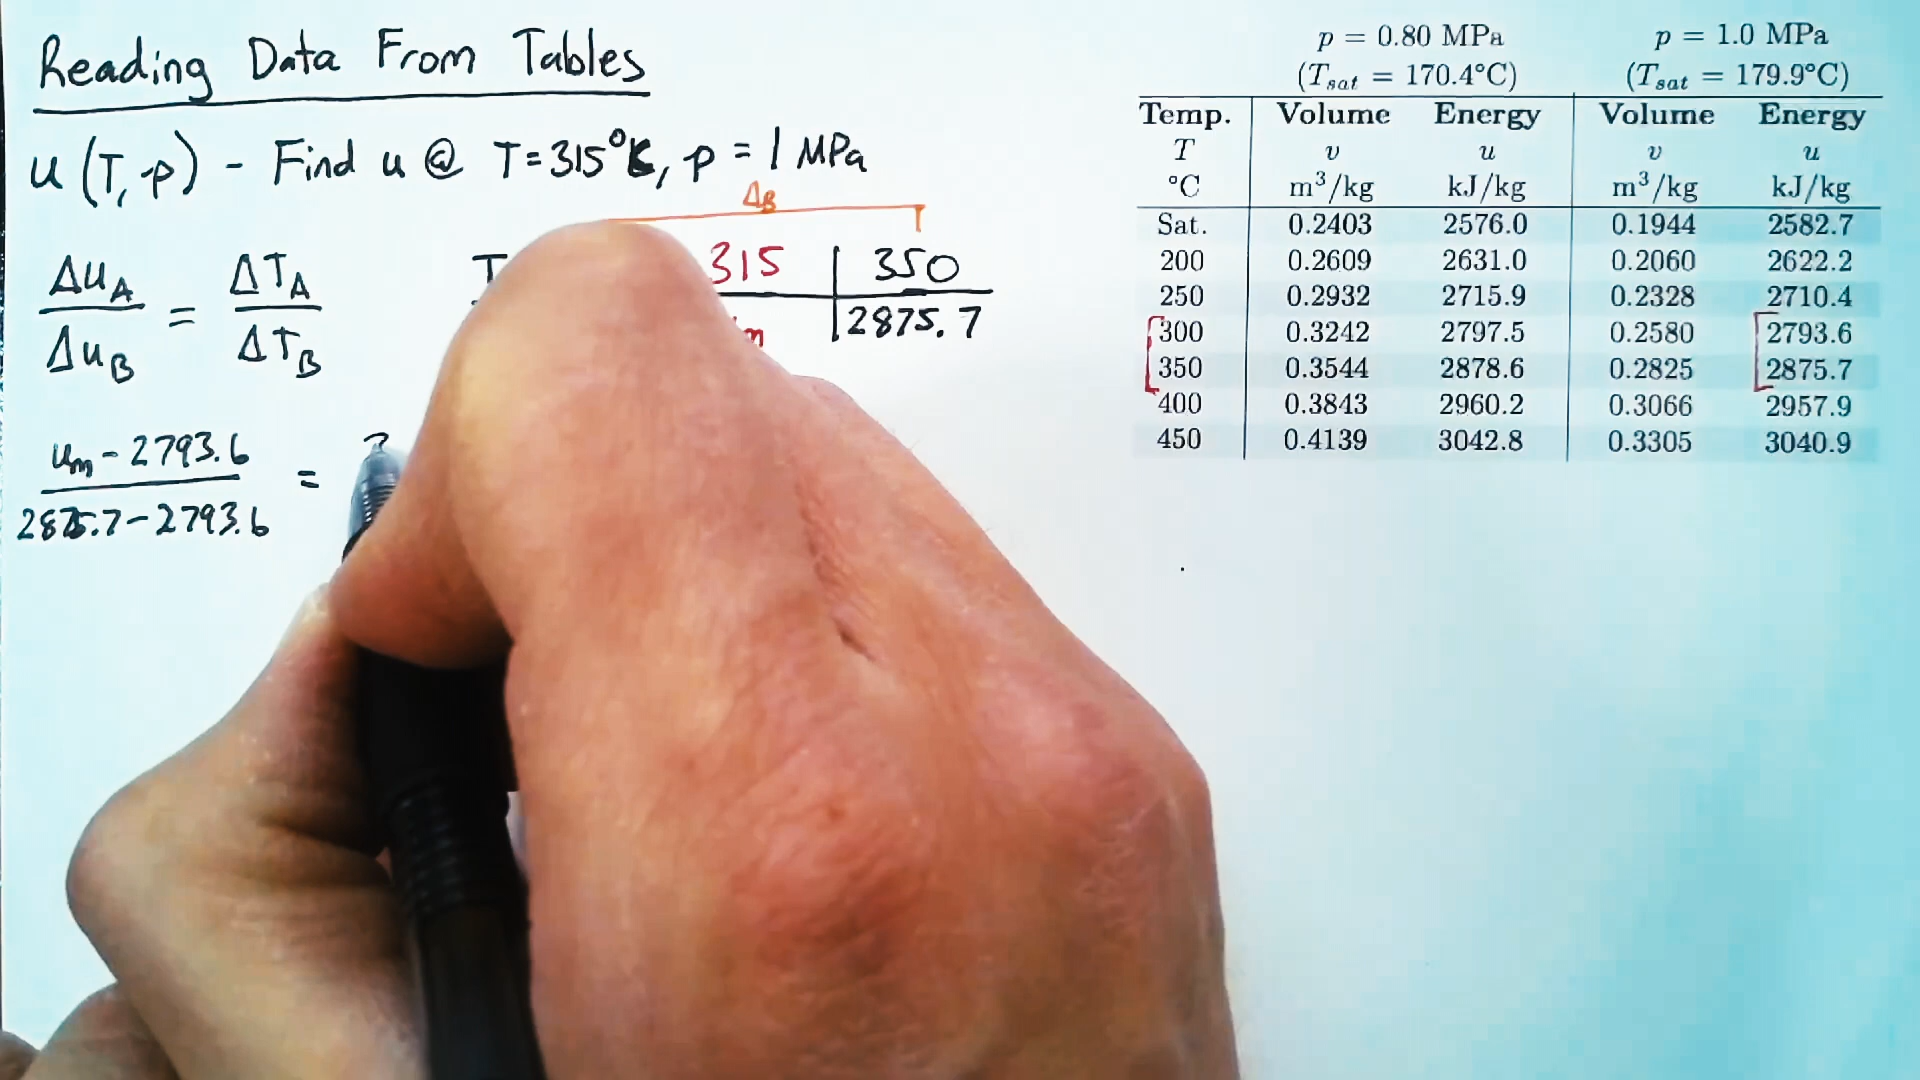 Reading Data From Tables
u (T, p) - Find u @ T=315°C, p = 1 MPa
ΔB
T 315 350
m 2875.7
ΔuA / ΔuB = ΔTA / ΔTB
um - 2793.6 / 2875.7 - 2793.6 =
p = 0.80 MPa p = 1.0 MPa
(Tsat = 170.4°C) (Tsat = 179.9°C)
Temp. Volume Energy Volume Energy
T v u v u
°C m³/kg kJ/kg m³/kg kJ/kg
Sat. 0.2403 2576.0 0.1944 2582.7
200 0.2609 2631.0 0.2060 2622.2
250 0.2932 2715.9 0.2328 2710.4
300 0.3242 2797.5 0.2580 2793.6
350 0.3544 2878.6 0.2825 2875.7
400 0.3843 2960.2 0.3066 2957.9
450 0.4139 3042.8 0.3305 3040.9